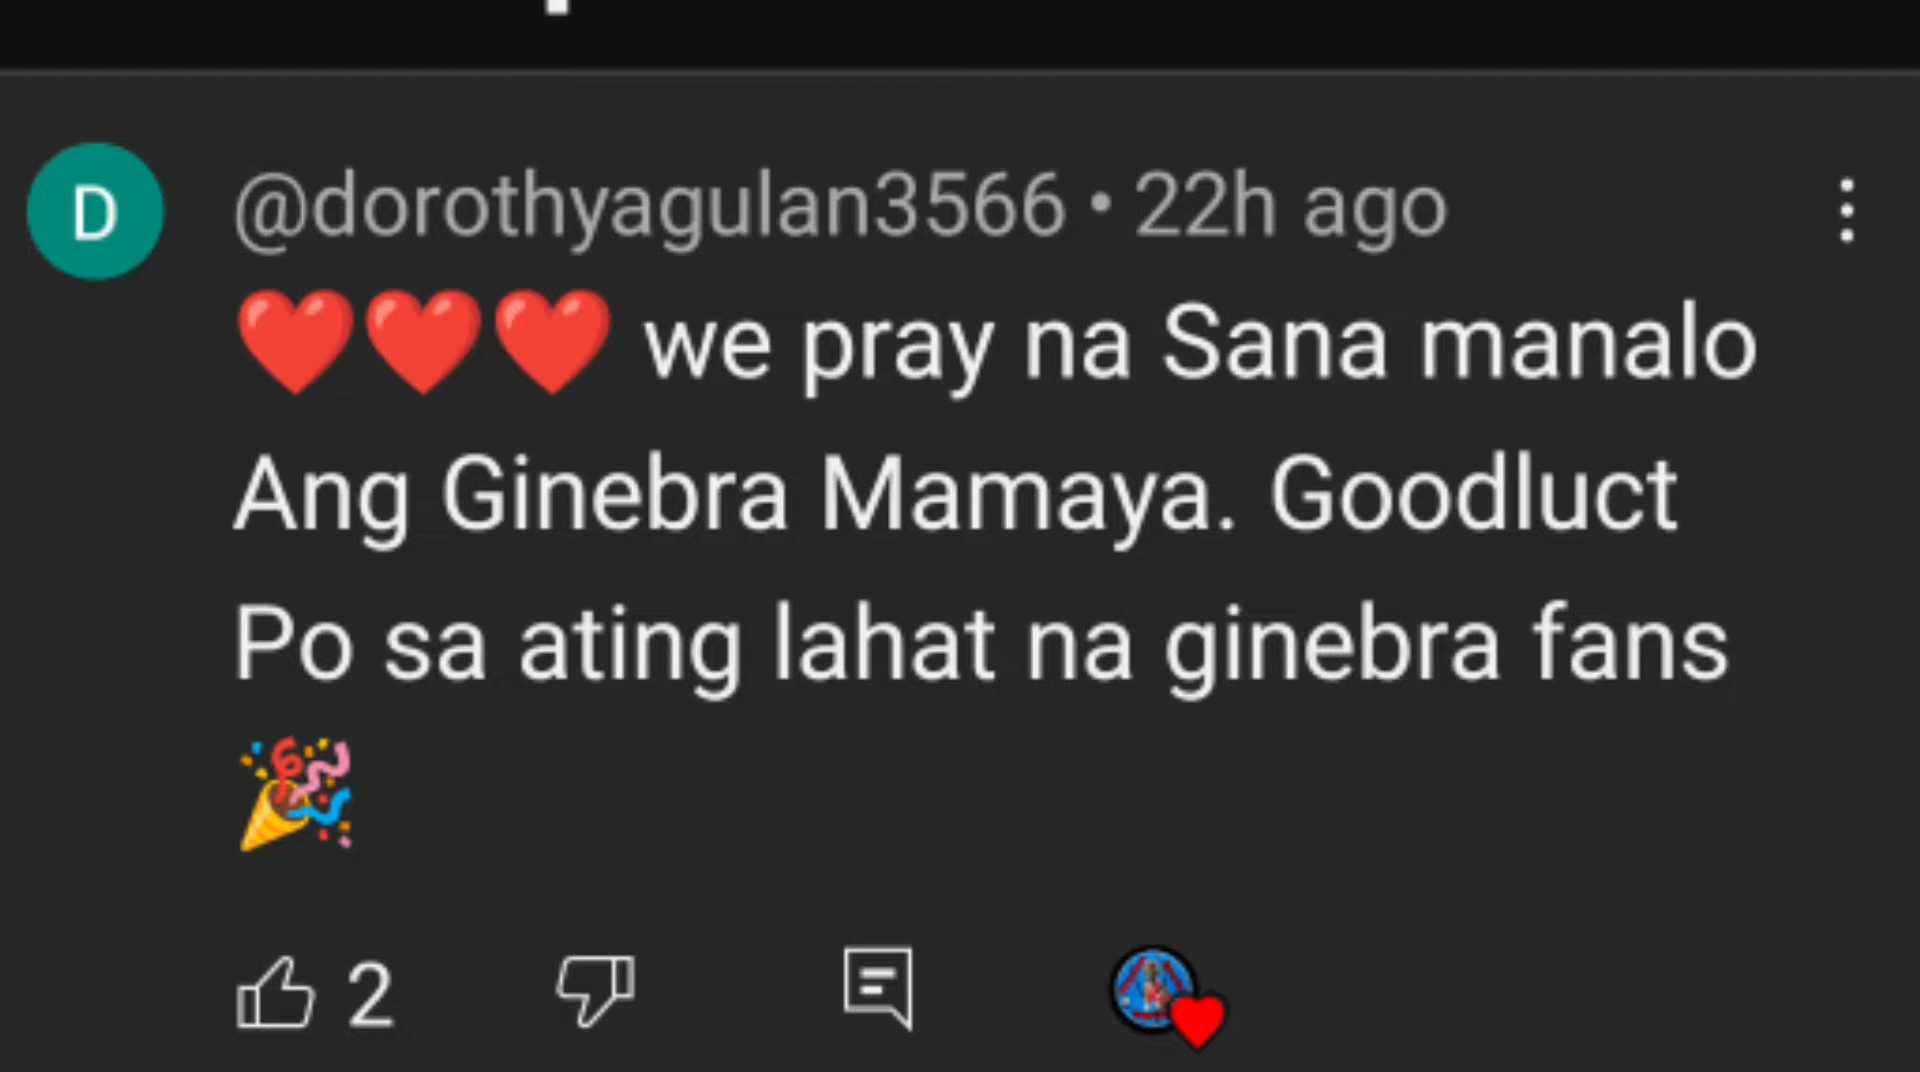 D
@dorothyagulan3566 • 22h ago
❤️❤️❤️ we pray na Sana manalo
Ang Ginebra Mamaya. Goodluct
Po sa ating lahat na ginebra fans
🎉
2